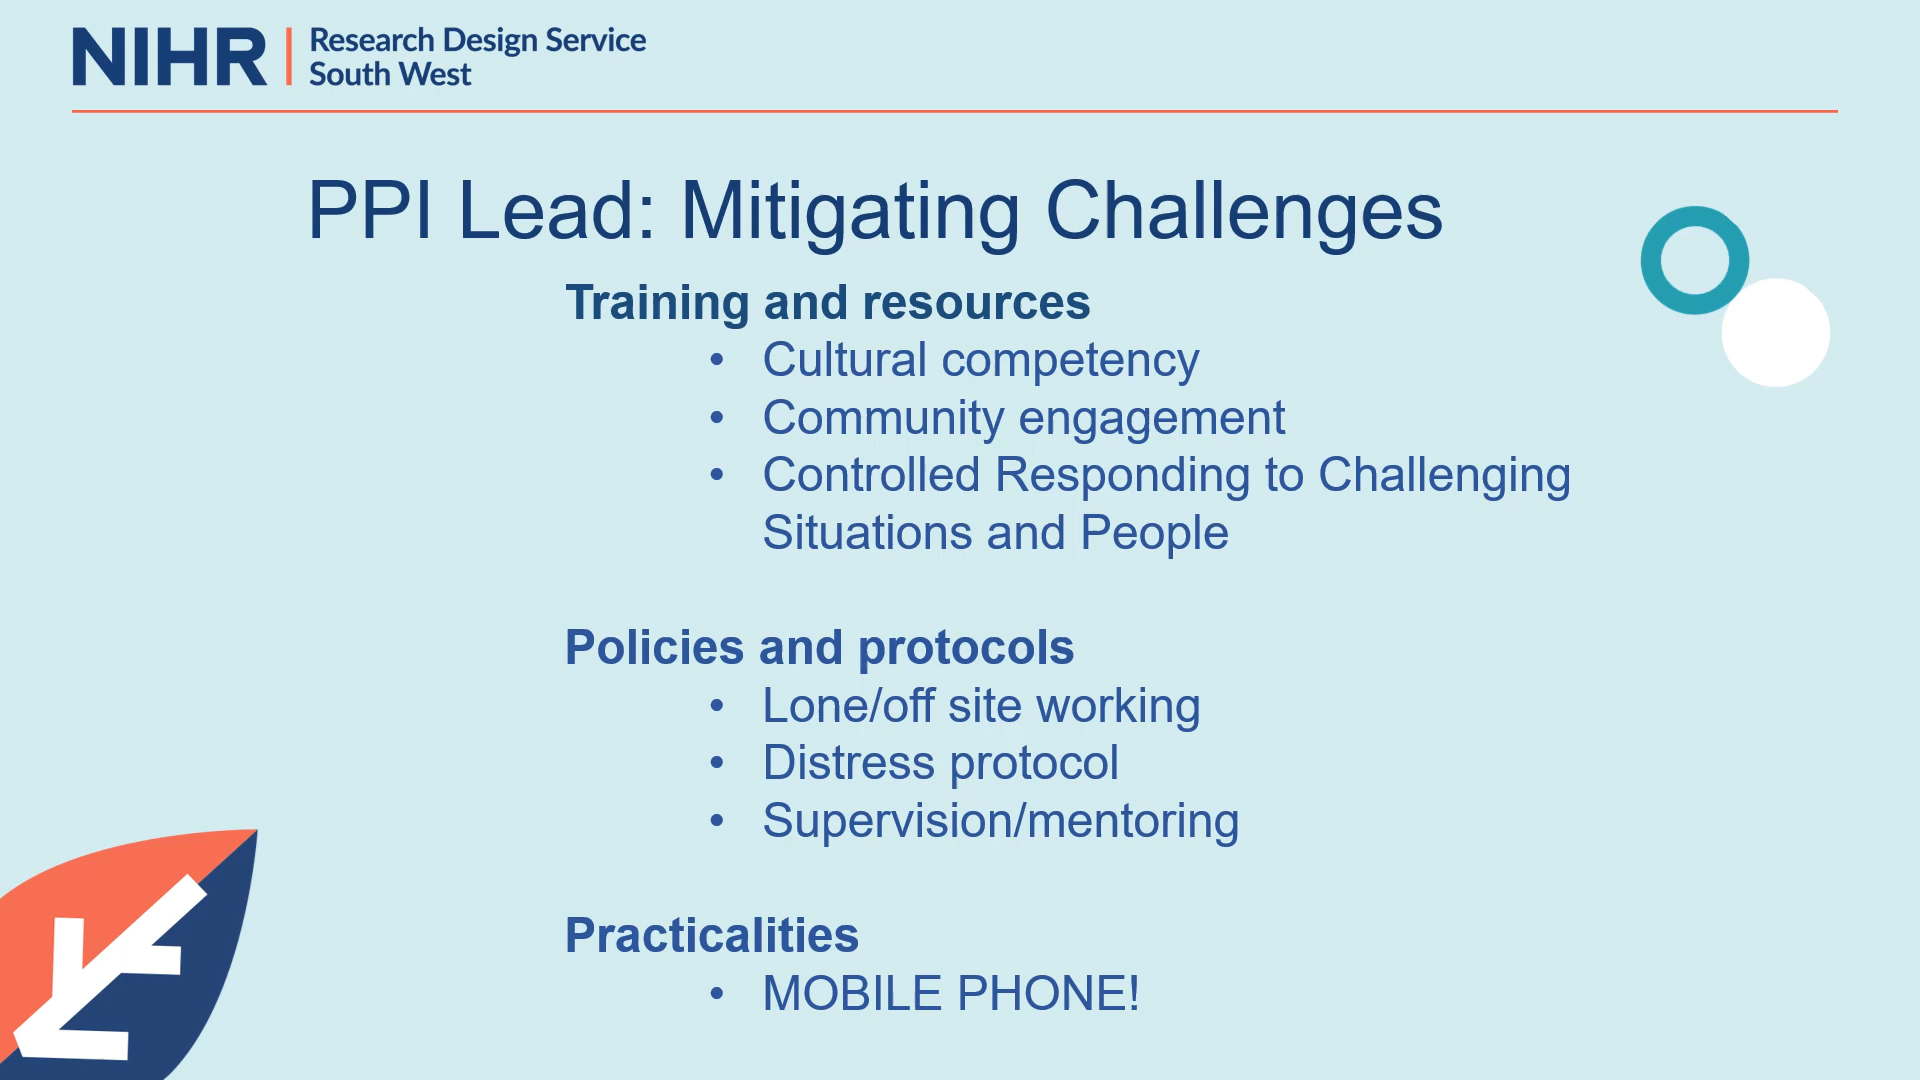 NIHR | Research Design Service
South West
PPI Lead: Mitigating Challenges
Training and resources
• Cultural competency
• Community engagement
• Controlled Responding to Challenging
Situations and People
Policies and protocols
• Lone/off site working
• Distress protocol
• Supervision/mentoring
Practicalities
• MOBILE PHONE!